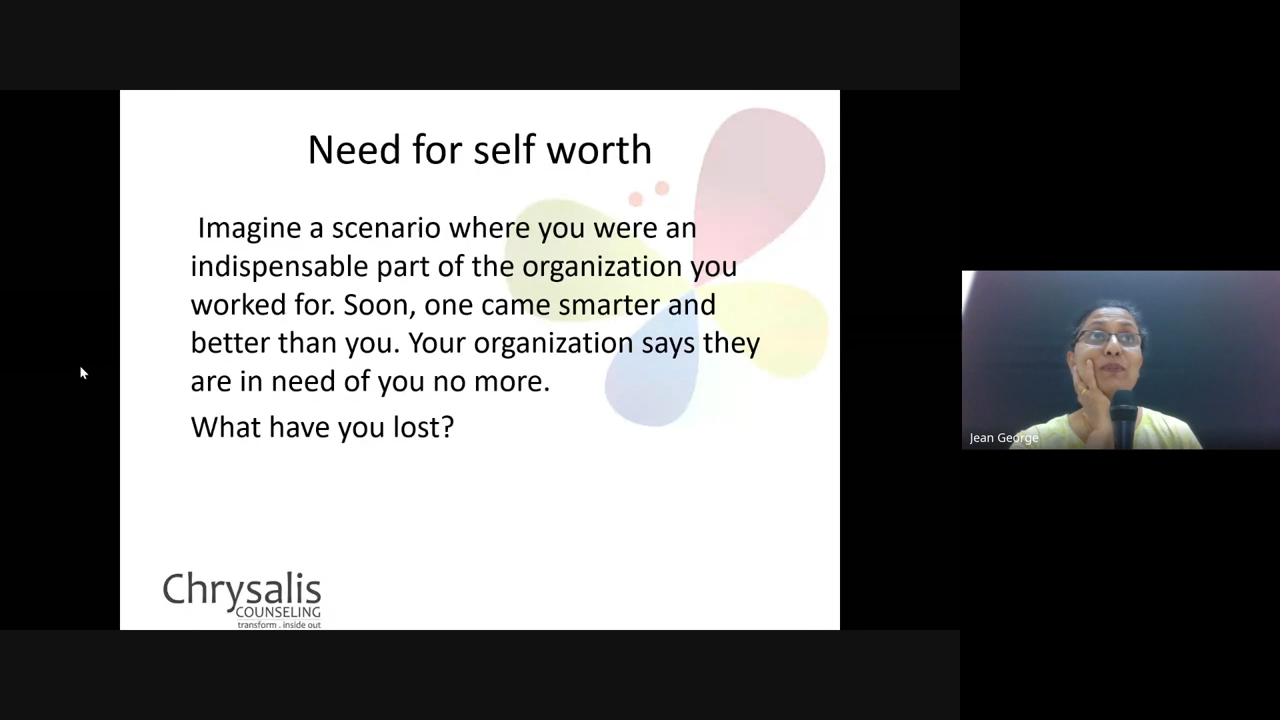 Need for self worth
Imagine a scenario where you were an
indispensable part of the organization you
worked for. Soon, one came smarter and
better than you. Your organization says they
are in need of you no more.
What have you lost?
Chrysalis
COUNSELING
transform . inside out
Jean George